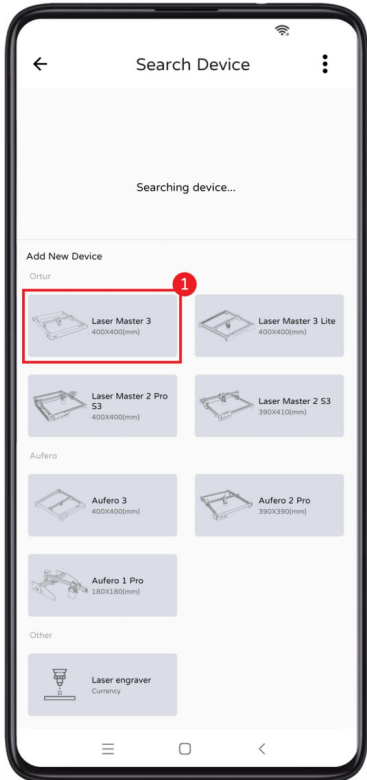 Search Device
Searching device...
Add New Device
Ortur
1
Laser Master 3
400X400(mm)
Laser Master 3 Lite
400X400(mm)
Laser Master 2 Pro
S3
400X400(mm)
Laser Master 2 S3
390X410(mm)
Aufero
Aufero 3
400X400(mm)
Aufero 2 Pro
390X390(mm)
Aufero 1 Pro
180X180(mm)
Other
Laser engraver
Currency